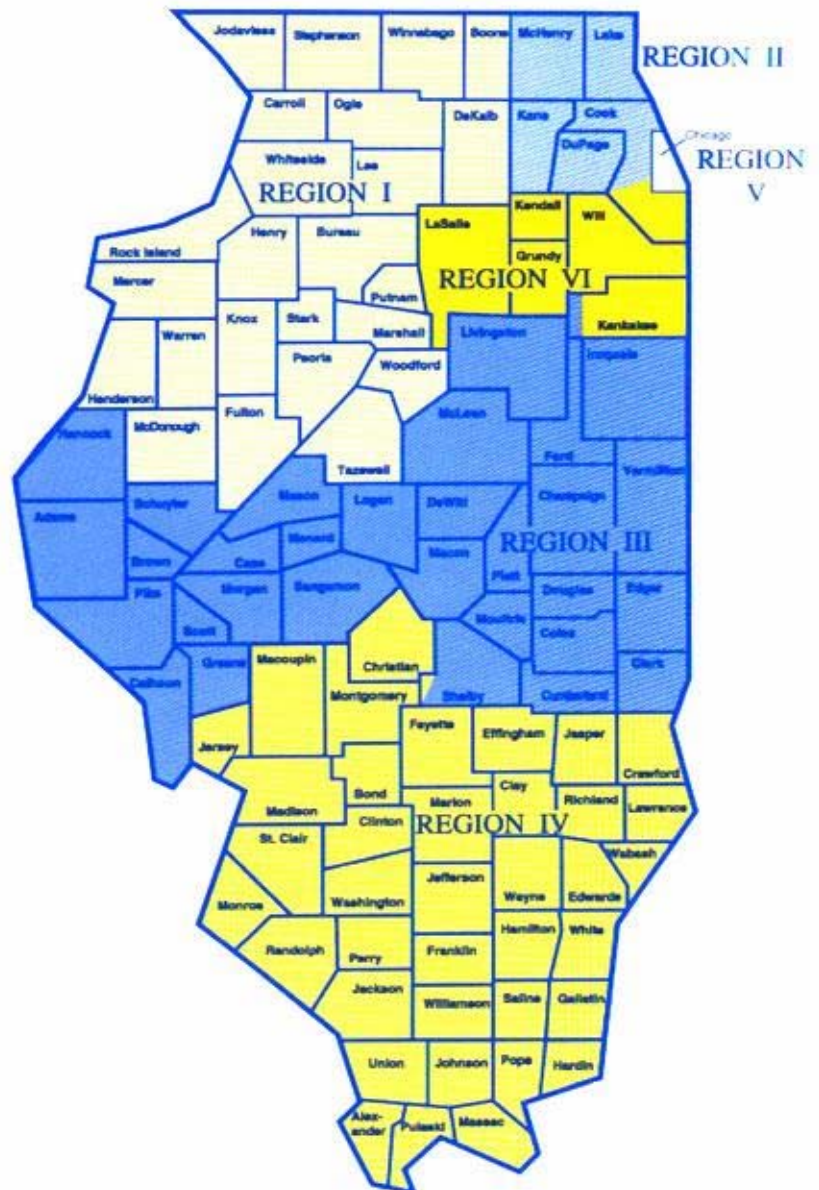 Jodaviess Stephenson Winnebago Boone McHenry Lake
REGION II
Carroll Ogle DeKalb Kane Cook
Chicago
DuPage
REGION
V
Whiteside Lee
REGION I
Kendall
Will
LaSalle
Henry Bureau
Grundy
Rock Island
REGION VI
Mercer
Putnam
Knox Stark
Marshall
Kankakee
Warren
Livingston
Iroquois
Peoria
Woodford
Henderson
Fulton
McLean
McDonough
Hancock
Ford
Tazewell
Vermilion
Mason Logan DeWitt Champaign
Schuyler
Adams
Menard
REGION III
Brown Cass
Macon
Piatt
Pike Morgan Sangamon
Douglas Edgar
Scott
Moultrie
Coles
Greene Macoupin Christian
Clark
Calhoun
Montgomery Shelby Cumberland
Fayette Effingham Jasper
Jersey
Crawford
Bond Clay
Madison Marion Richland Lawrence
Clinton
REGION IV
St. Clair
Wabash
Jefferson
Washington Wayne Edwards
Monroe
Hamilton White
Randolph Perry Franklin
Jackson
Williamson Saline Gallatin
Union Johnson Pope Hardin
Alex-
ander Pulaski Massac